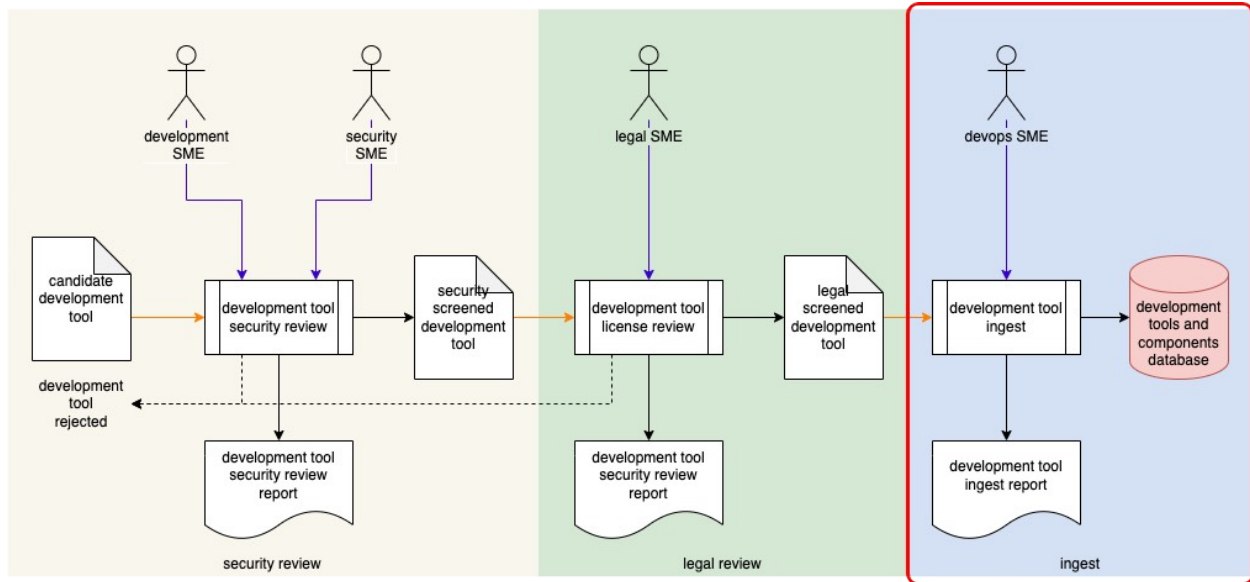 development
SME
security
SME
legal SME
devops SME
candidate
development
tool
development tool
security review
security
screened
development
tool
development tool
license review
legal
screened
development
tool
development tool
ingest
development
tools and
components
database
development
tool
rejected
development tool
security review
report
development tool
security review
report
development tool
ingest report
security review
legal review
ingest